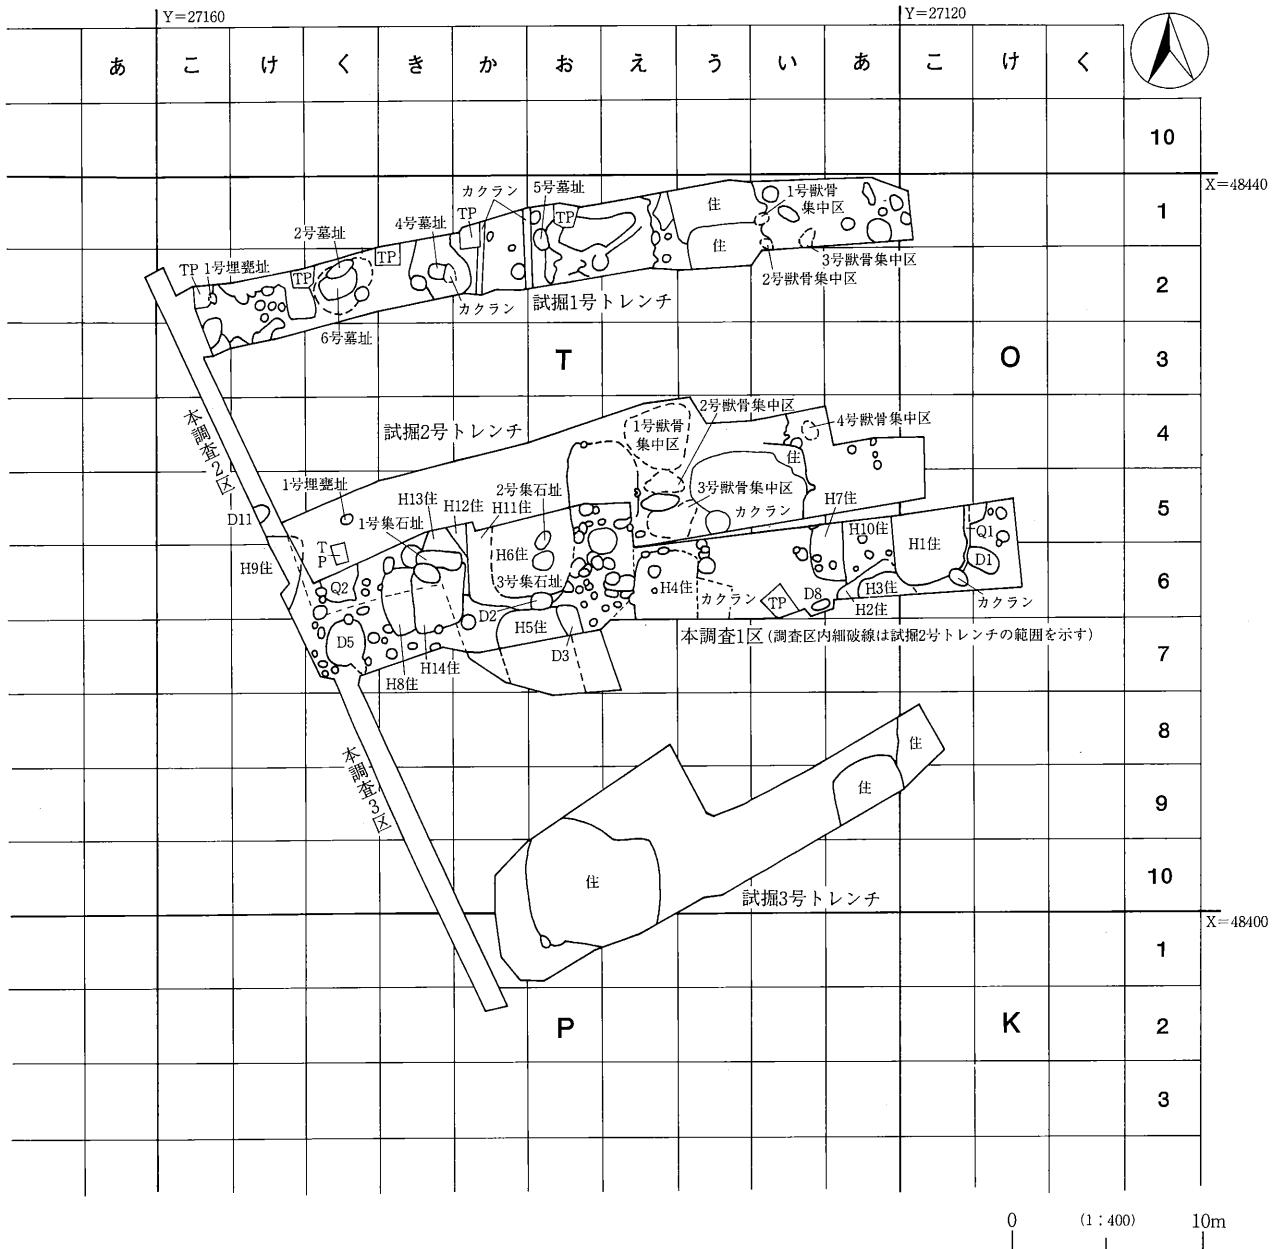 Y=27160
Y=27120
あ こ け く き か お え う い あ こ け く
10
X=48440
カクラン
5号墓址
1号獣骨
集中区
1
4号墓址
TP
TP
住
2号墓址
住
3号獣骨集中区
TP
1号埋甕址
TP
TP
2号獣骨集中区
2
カクラン
試掘1号トレンチ
6号墓址
T
O
3
本調査2区
試掘2号トレンチ
2号獣骨集中区
1号獣骨
集中区
4号獣骨集中区
4
住
1号埋甕址
H13住
H12住
2号集石址
H11住
3号獣骨集中区
カクラン
H7住
5
D11
1号集石址
H10住
Q1
TP
H6住
H1住
D1
H9住
Q2
3号集石址
H4住
カクラン
TP
D8
H3住
カクラン
6
D2
H2住
D5
H5住
本調査1区(調査区内細破線は試掘2号トレンチの範囲を示す)
D3
7
H14住
H8住
本調査3区
住
8
住
9
住
試掘3号トレンチ
10
X=48400
1
P
K
2
3
0
(1:400)
10m